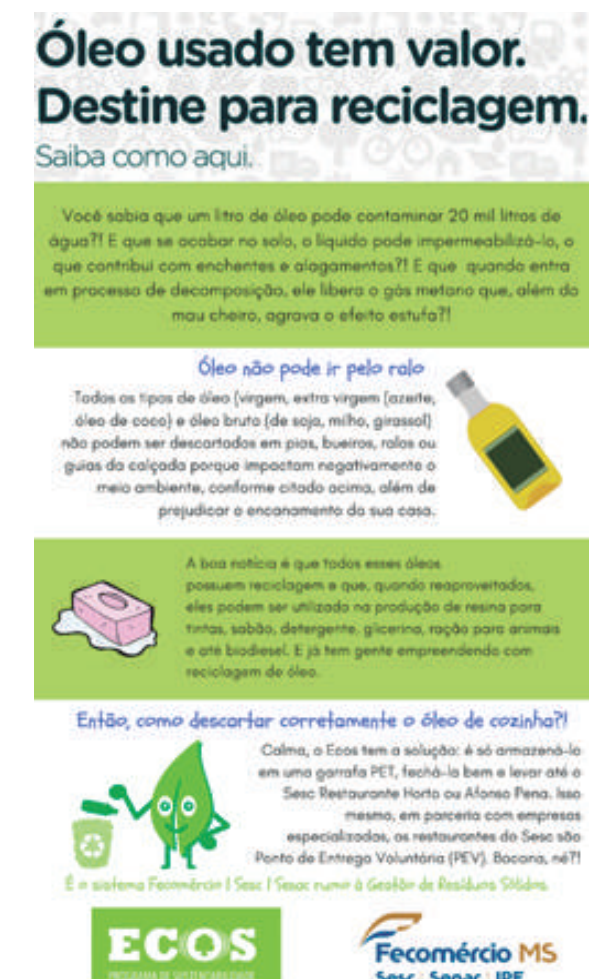 Óleo usado tem valor.
Destine para reciclagem.
Saiba como aqui.
Você sabia que um litro de óleo pode contaminar 20 mil litros de
água?! E que se acabar no solo, o líquido pode impermeabilizá-lo, o
que contribui com enchentes e alagamentos?! E que quando entra
em processo de decomposição, ele libera o gás metano que, além do
mau cheiro, agrava o efeito estufa?!
Óleo não pode ir pelo ralo
Todos os tipos de óleo (virgem, extra virgem (azeite,
óleo de coco) e óleo bruto (de soja, milho, girassol)
não podem ser descartados em pias, bueiros, ralos ou
guias da calçada porque impactam negativamente o
meio ambiente, conforme citado acima, além de
prejudicar o encanamento da sua casa.
A boa notícia é que todos esses óleos
possuem reciclagem e que, quando reaproveitados,
eles podem ser utilizado na produção de resina para
tintas, sabão, detergente, glicerina, ração para animais
e até biodiesel. E já tem gente empreendendo com
reciclagem de óleo.
Então, como descartar corretamente o óleo de cozinha?!
Calma, o Ecos tem a solução: é só armazená-lo
em uma garrafa PET, fechá-la bem e levar até o
Sesc Restaurante Horto ou Afonso Pena. Isso
mesmo, em parceria com empresas
especializadas, os restaurantes do Sesc são
Ponto de Entrega Voluntária (PEV). Bacana, né?!
É o sistema Fecomércio | Sesc | Senac rumo à Gestão de Resíduos Sólidos.
ECOS
PROGRAMA DE SUSTENTABILIDADE
Fecomércio MS
Sesc Senac IPF